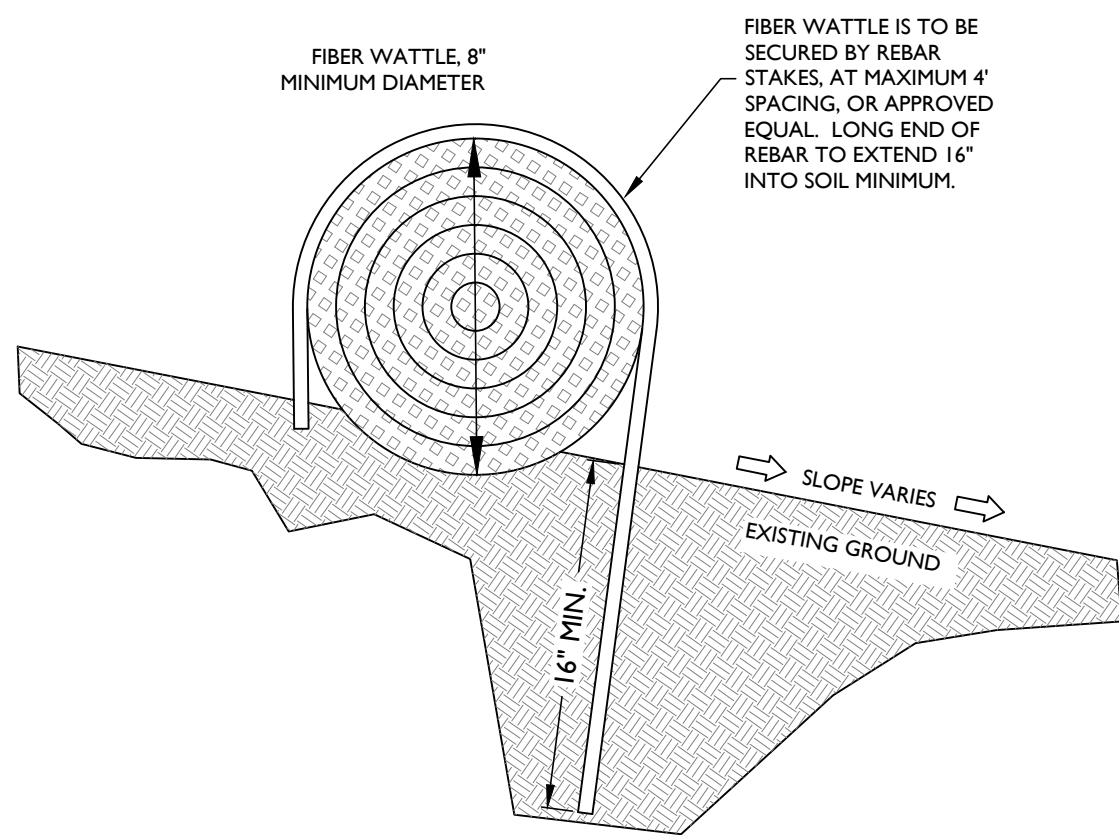 FIBER WATTLE, 8"
MINIMUM DIAMETER
FIBER WATTLE IS TO BE
SECURED BY REBAR
STAKES, AT MAXIMUM 4'
SPACING, OR APPROVED
EQUAL. LONG END OF
REBAR TO EXTEND 16"
INTO SOIL MINIMUM.
SLOPE VARIES
EXISTING GROUND
16" MIN.